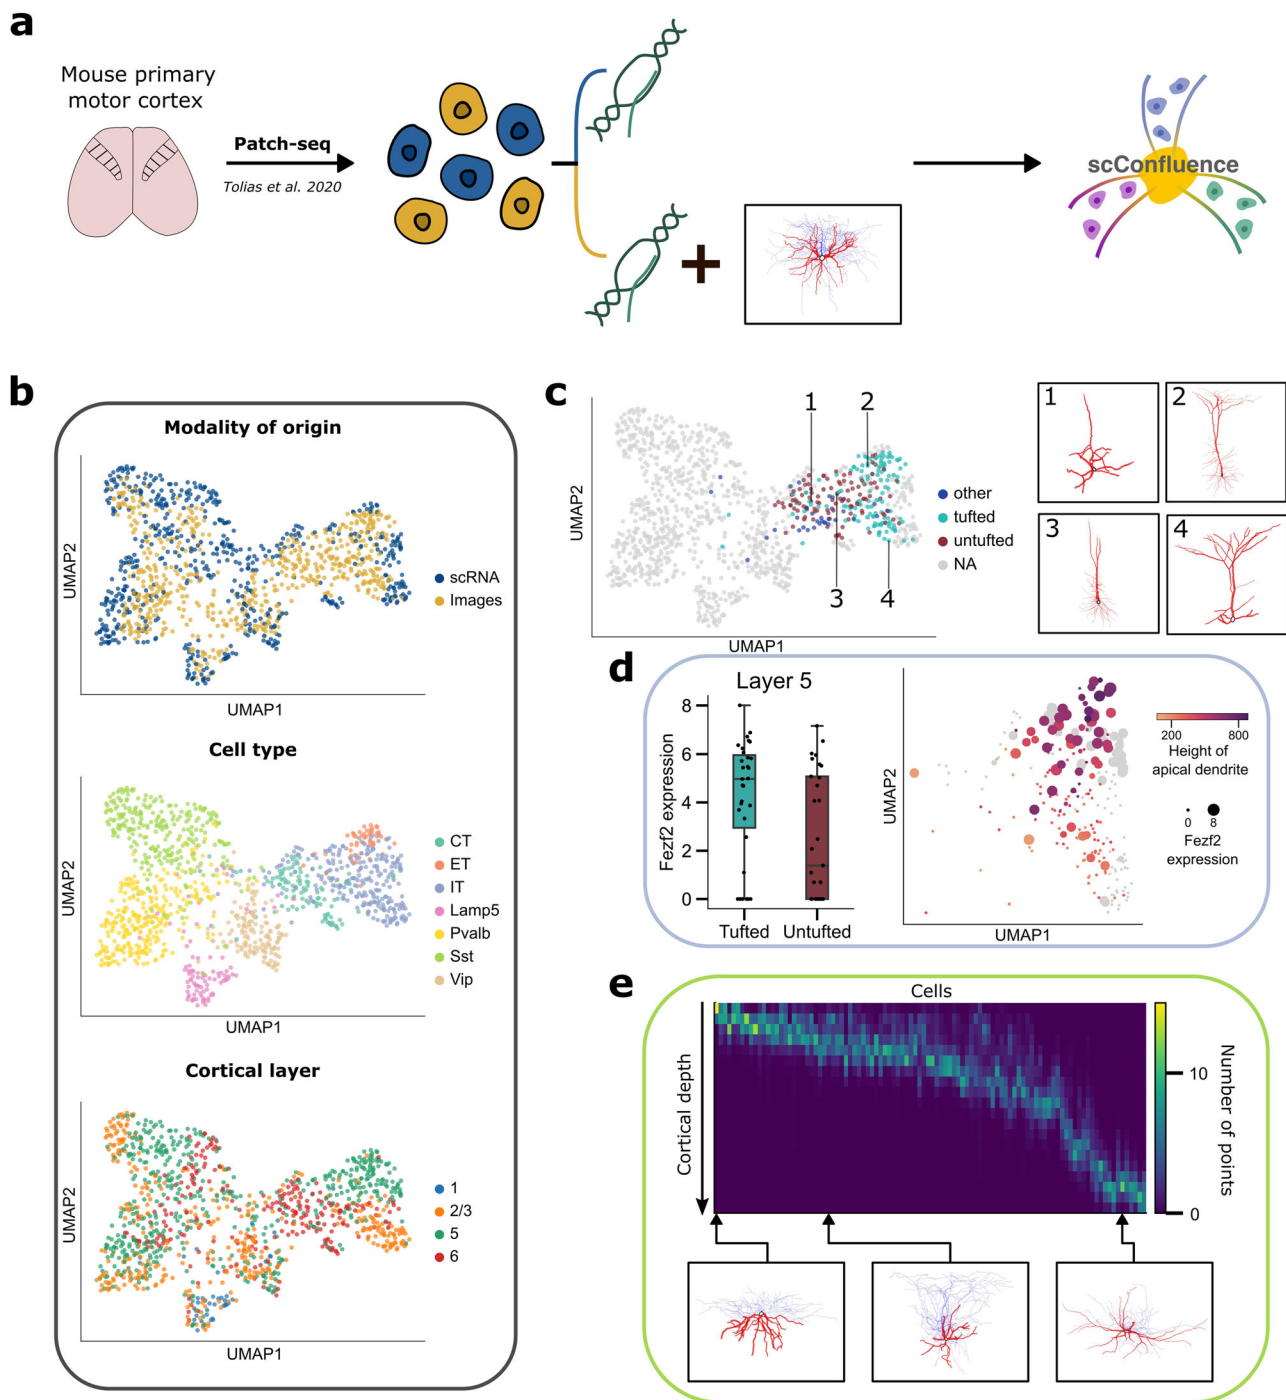 a
Mouse primary
motor cortex
Patch-seq
Tolias et al. 2020
scConfluence
b
Modality of origin
UMAP2
UMAP1
scRNA
Images
Cell type
UMAP2
UMAP1
CT
ET
IT
Lamp5
Pvalb
Sst
Vip
Cortical layer
UMAP2
UMAP1
1
2/3
5
6
c
UMAP2
UMAP1
1
2
3
4
other
tufted
untufted
NA
1
2
3
4
d
Layer 5
Fezf2 expression
8
6
4
2
0
Tufted
Untufted
UMAP2
UMAP1
200
800
Height of
apical dendrite
0
8
Fezf2
expression
e
Cells
Cortical depth
10
0
Number of points